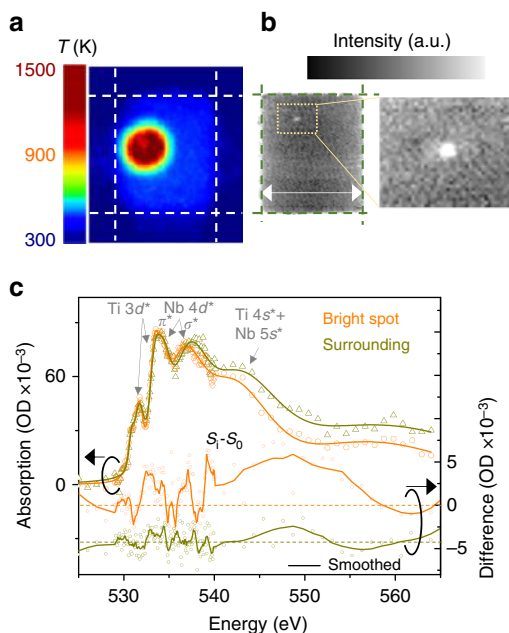 a
T (K)
1500
900
300
b
Intensity (a.u.)
c
Ti 3d*
π*
Nb 4d*
σ*
Ti 4s*+
Nb 5s*
Bright spot
Surrounding
Absorption (OD ×10–3)
60
0
Sᵢ-S₀
5
0
–5
Difference (OD ×10–3)
Smoothed
530
540
550
560
Energy (eV)